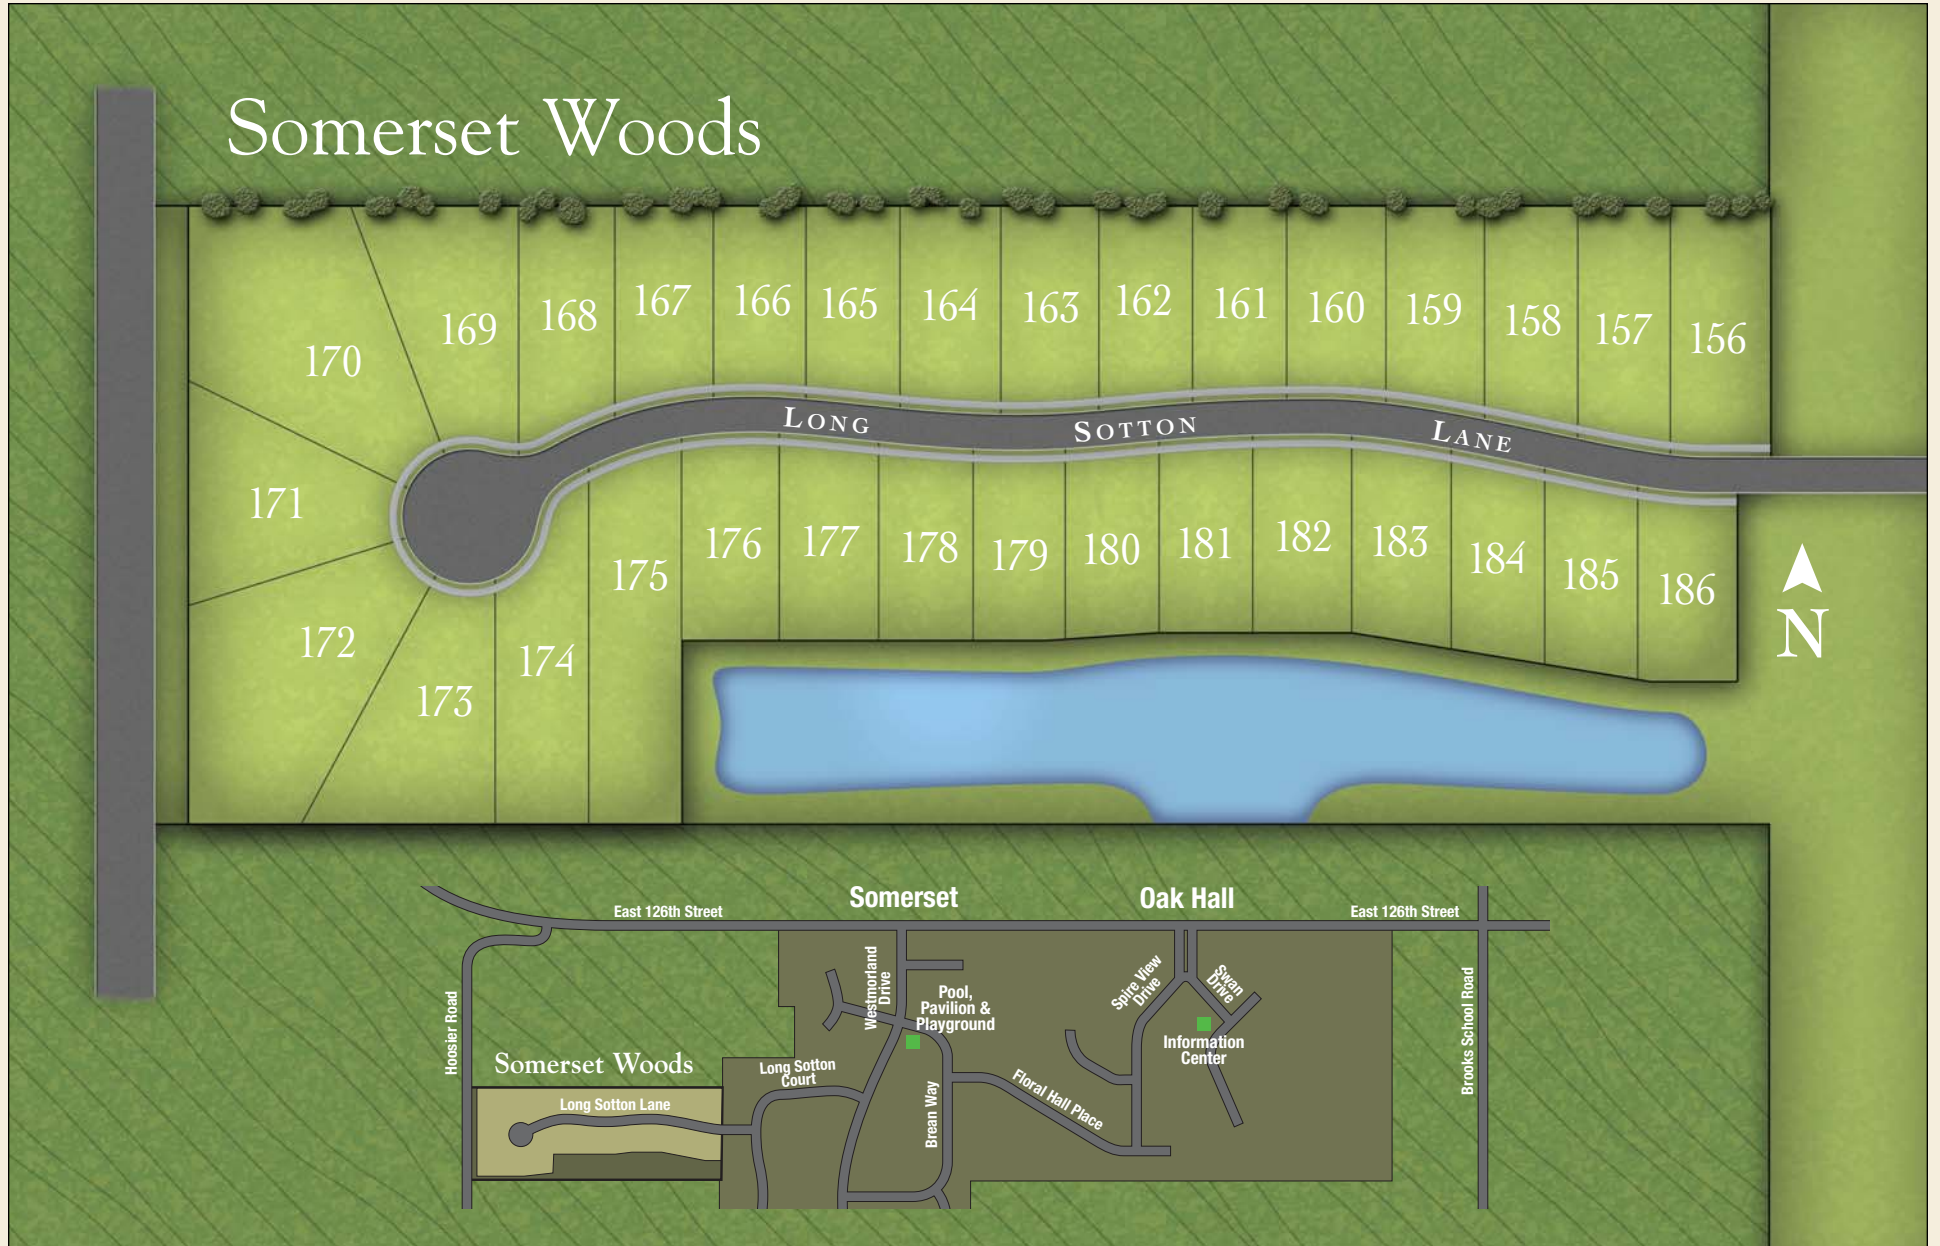 Somerset Woods
167 166 165 164 163 162 161 160 159 158 157 156
168
169
170
LONG SOTTON LANE
171
176 177 178 179 180 181 182 183 184 185 186
175
172
174
173
N
Somerset
Oak Hall
East 126th Street
East 126th Street
Westmorland
Drive
Spire View
Drive
Swan
Drive
Pool,
Pavilion &
Playground
Information
Center
Hoosier Road
Brooks School Road
Somerset Woods
Long Sotton
Court
Long Sotton Lane
Brean Way
Floral Hall Place